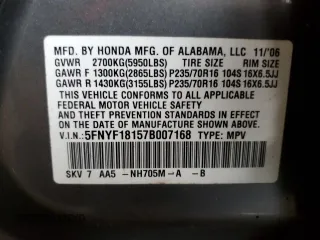 MFD. BY HONDA MFG. OF ALABAMA, LLC 11/'06
GVWR 2700KG(5950LBS) TIRE SIZE RIM SIZE
GAWR F 1300KG(2865LBS) P235/70R16 104S 16X6.5JJ
GAWR R 1430KG(3155LBS) P235/70R16 104S 16X6.5JJ
THIS VEHICLE CONFORMS TO ALL APPLICABLE
FEDERAL MOTOR VEHICLE SAFETY
AND THEFT PREVENTION STANDARDS IN EFFECT
ON THE DATE OF MANUFACTURE SHOWN ABOVE.
V.I.N.: 5FNYF18157B007168 TYPE: MPV
SKV 7 AA5 -NH705M-A -B